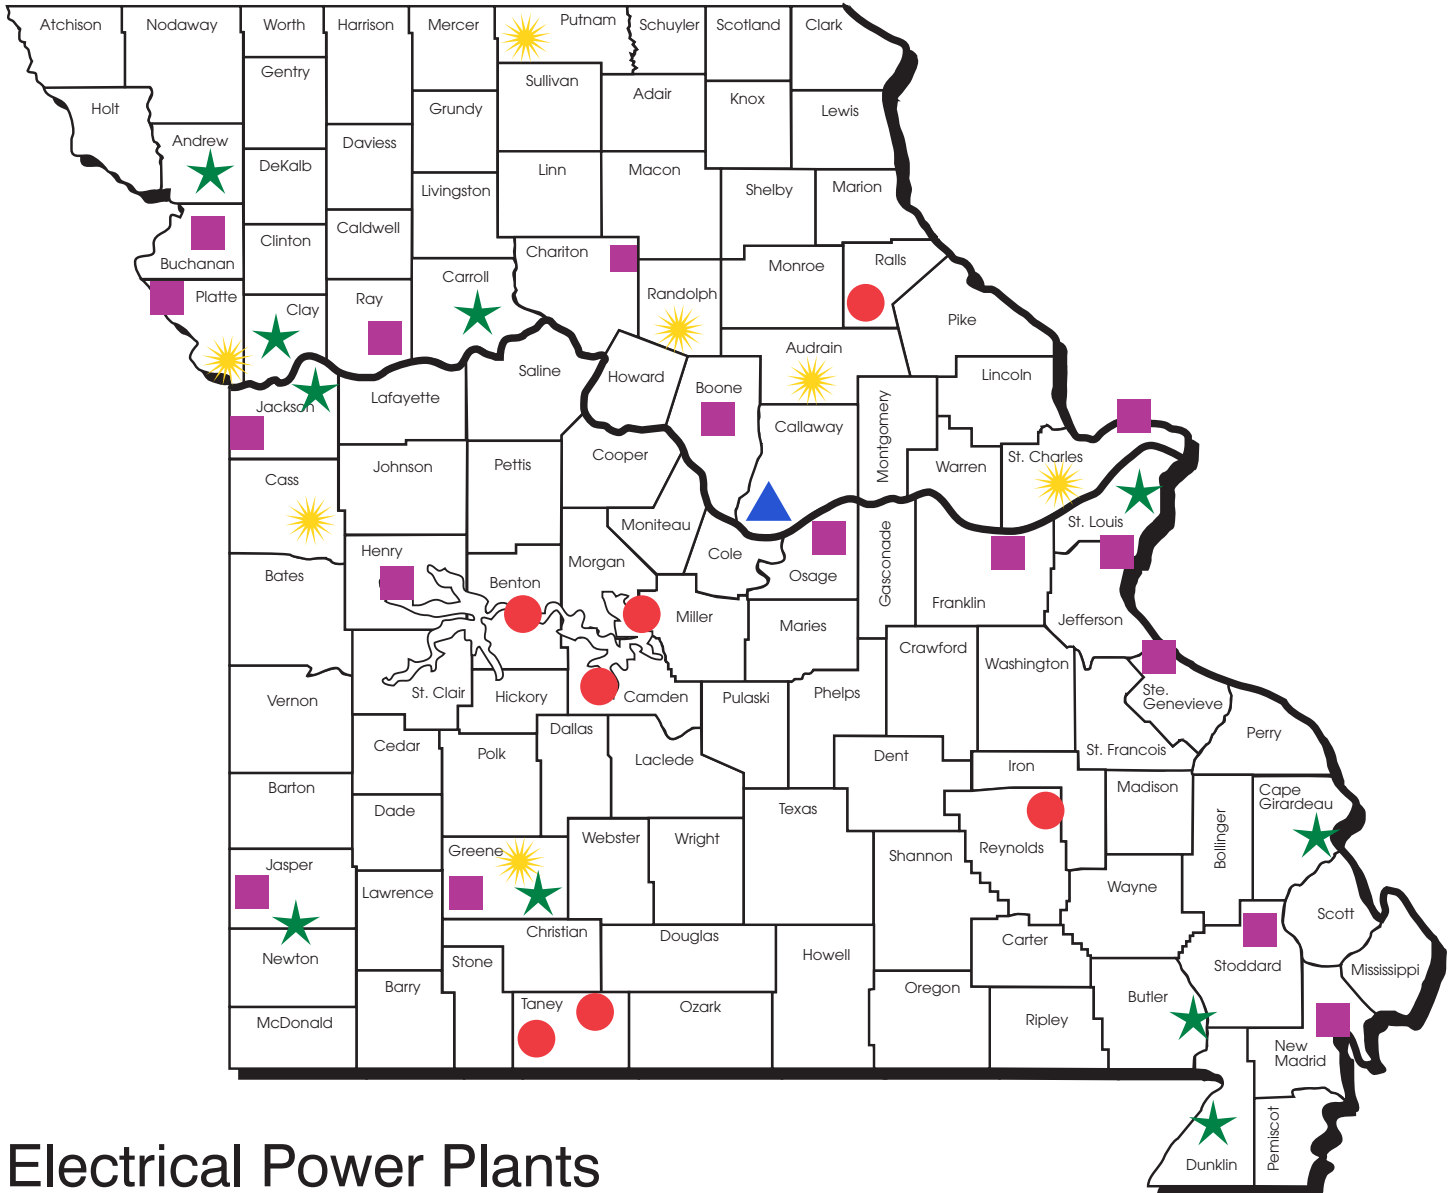 Atchison
Nodaway
Worth
Harrison
Mercer
Putnam
Schuyler
Scotland
Clark
Gentry
Sullivan
Adair
Knox
Lewis
Holt
Grundy
Andrew
Daviess
DeKalb
Linn
Macon
Livingston
Shelby
Marion
Caldwell
Clinton
Chariton
Buchanan
Monroe
Ralls
Carroll
Platte
Ray
Randolph
Clay
Pike
Audrain
Saline
Howard
Lincoln
Boone
Jackson
Lafayette
Callaway
Montgomery
Cooper
St. Charles
Johnson
Pettis
Warren
Cass
Moniteau
St. Louis
Henry
Cole
Morgan
Bates
Benton
Osage
Gasconade
Franklin
Miller
Jefferson
Maries
Crawford
Washington
St. Clair
Hickory
Camden
Pulaski
Phelps
Ste.
Genevieve
Vernon
Dallas
Cedar
Polk
Laclede
Dent
St. Francois
Perry
Iron
Barton
Madison
Cape
Girardeau
Dade
Texas
Webster
Wright
Bollinger
Greene
Reynolds
Shannon
Jasper
Lawrence
Wayne
Scott
Christian
Douglas
Carter
Howell
Newton
Stone
Stoddard
Mississippi
Barry
Oregon
Butler
Taney
Ozark
McDonald
Ripley
New
Madrid
Pemiscot
Dunklin
Electrical Power Plants